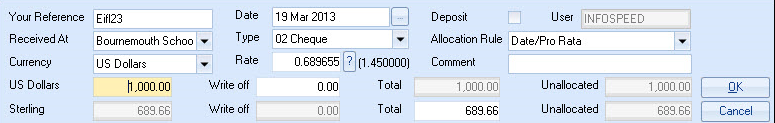 Your Reference Eifl23 Date 19 Mar 2013 ... Deposit User INFOSPEED
Received At Bournemouth Schoo Type 02 Cheque Allocation Rule Date/Pro Rata
Currency US Dollars Rate 0.689655 ? (1.450000) Comment
US Dollars 1,000.00 Write off 0.00 Total 1,000.00 Unallocated 1,000.00 OK
Sterling 689.66 Write off 0.00 Total 689.66 Unallocated 689.66 Cancel